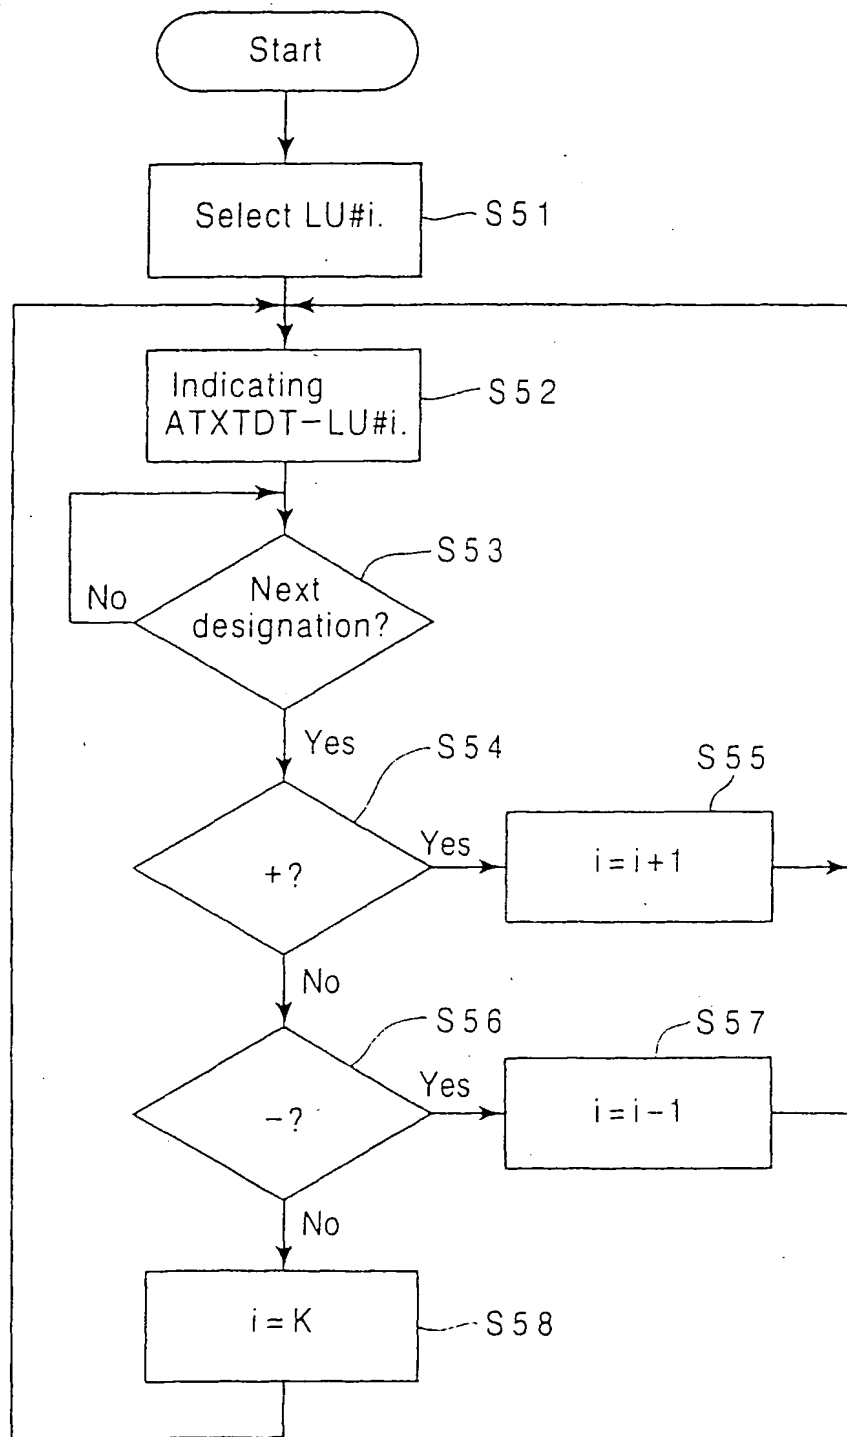 Start
Select LU#i.
S51
Indicating
ATXTDT-LU#i.
S52
S53
Next
designation?
No
Yes
S54
+?
Yes
S55
i=i+1
No
S56
-?
Yes
S57
i=i-1
No
i=K
S58